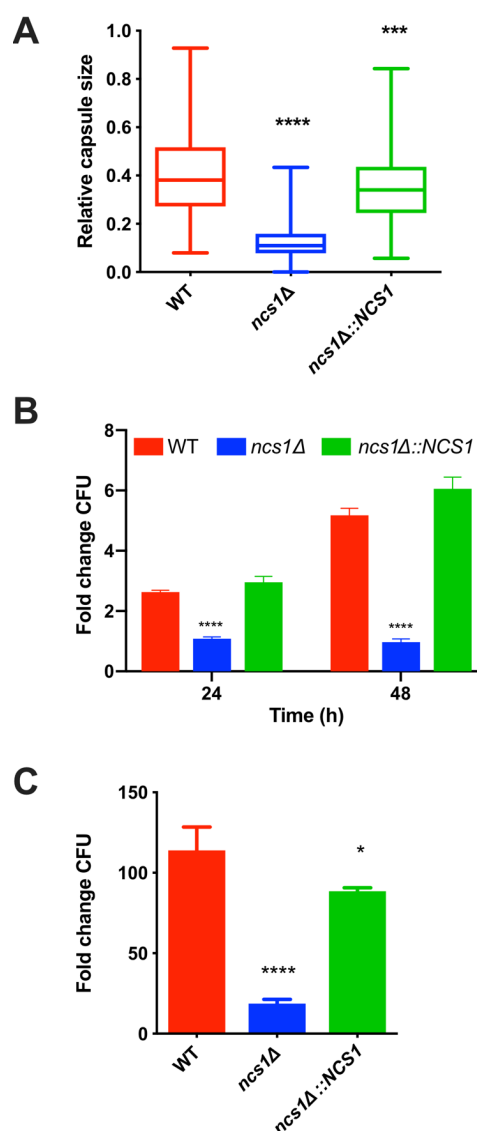 A
Relative capsule size
1.0
0.8
0.6
0.4
0.2
0.0
****
***
WT
ncs1Δ
ncs1Δ::NCS1
B
Fold change CFU
8
6
4
2
0
WT ncs1Δ ncs1Δ::NCS1
****
****
24 48
Time (h)
C
Fold change CFU
150
100
50
0
****
*
WT
ncs1Δ
ncs1Δ::NCS1